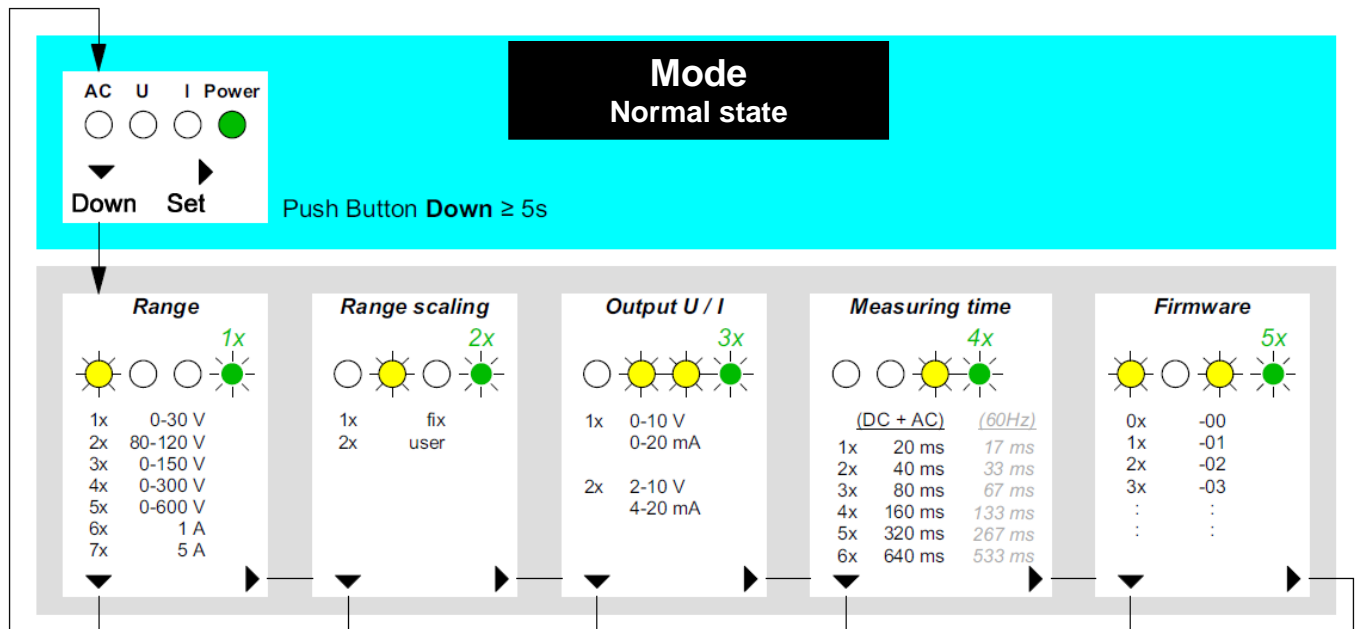 Mode
Normal state
AC U I Power
Down Set
Push Button Down ≥ 5s
Range
1x
1x 0-30 V
2x 80-120 V
3x 0-150 V
4x 0-300 V
5x 0-600 V
6x 1 A
7x 5 A
Range scaling
2x
1x fix
2x user
Output U / I
3x
1x 0-10 V
0-20 mA
2x 2-10 V
4-20 mA
Measuring time
4x
(DC + AC) (60Hz)
1x 20 ms 17 ms
2x 40 ms 33 ms
3x 80 ms 67 ms
4x 160 ms 133 ms
5x 320 ms 267 ms
6x 640 ms 533 ms
Firmware
5x
0x -00
1x -01
2x -02
3x -03
: :
: :